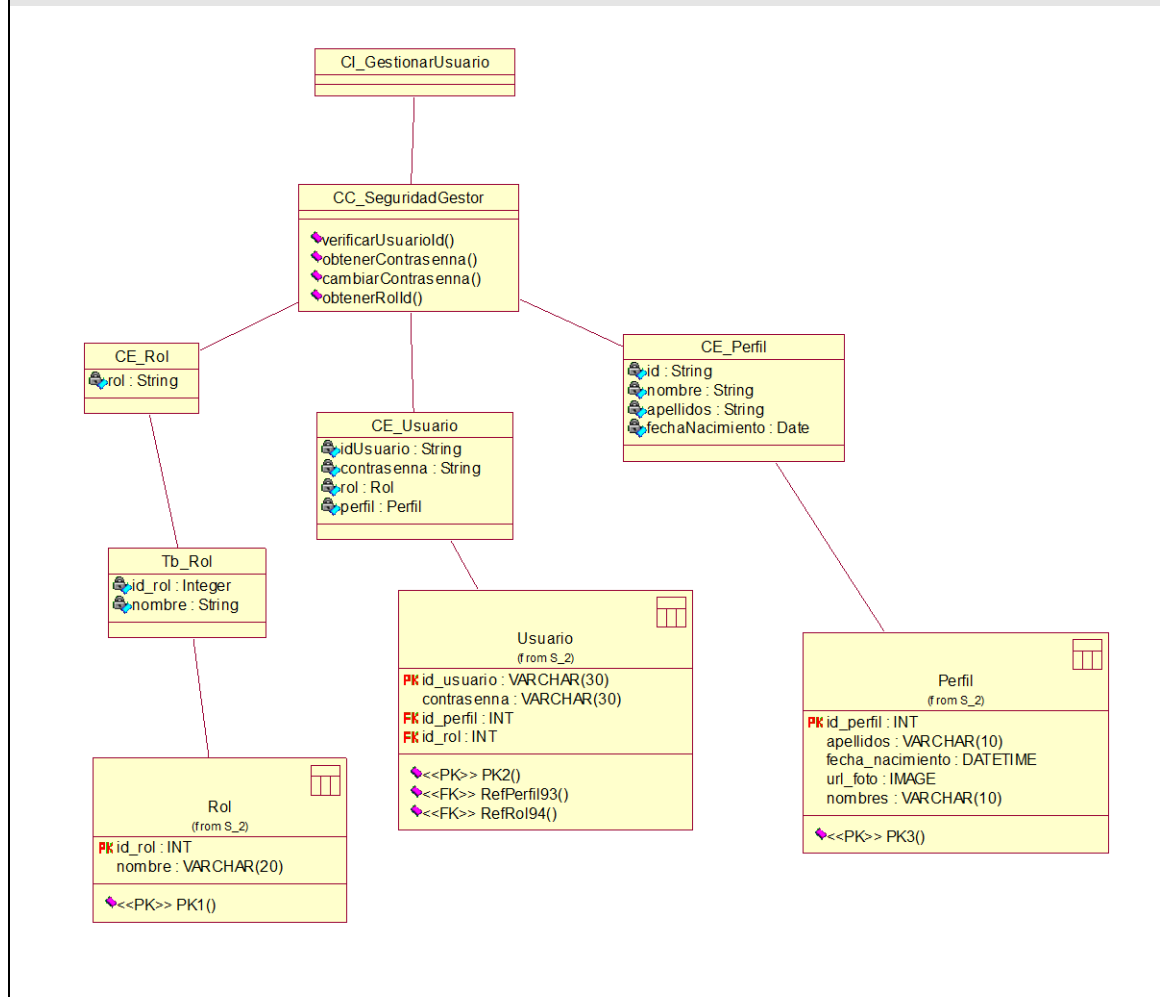 CI_GestionarUsuario
CC_SeguridadGestor
verificarUsuarioId()
obtenerContrasenna()
cambiarContrasenna()
obtenerRolId()
CE_Rol
rol : String
CE_Usuario
idUsuario : String
contrasenna : String
rol : Rol
perfil : Perfil
CE_Perfil
id : String
nombre : String
apellidos : String
fechaNacimiento : Date
Tb_Rol
id_rol : Integer
nombre : String
Usuario
(from S_2)
PK id_usuario : VARCHAR(30)
contrasenna : VARCHAR(30)
FK id_perfil : INT
FK id_rol : INT
<<PK>> PK2()
<<FK>> RefPerfil93()
<<FK>> RefRol94()
Perfil
(from S_2)
PK id_perfil : INT
apellidos : VARCHAR(10)
fecha_nacimiento : DATETIME
url_foto : IMAGE
nombres : VARCHAR(10)
<<PK>> PK3()
Rol
(from S_2)
PK id_rol : INT
nombre : VARCHAR(20)
<<PK>> PK1()